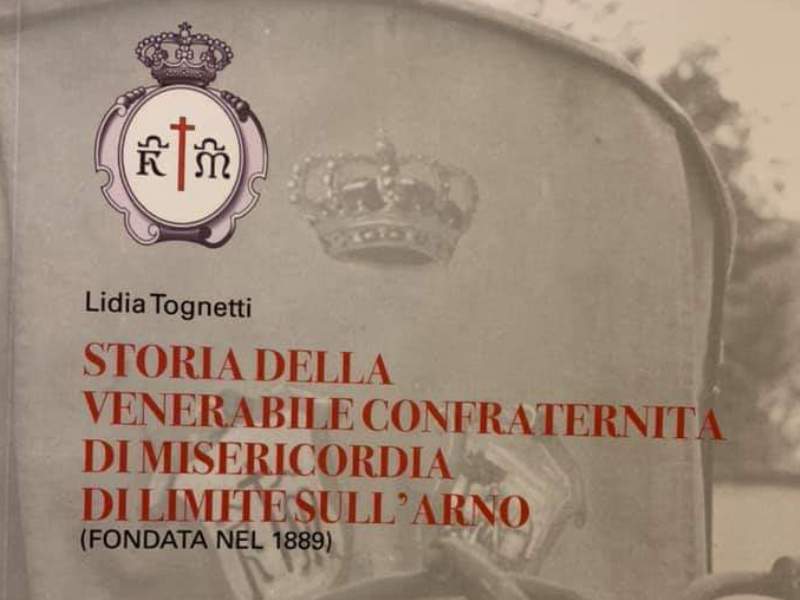 F M
Lidia Tognetti
STORIA DELLA
VENERABILE CONFRATERNITA
DI MISERICORDIA
DI LIMITE SULL'ARNO
(FONDATA NEL 1889)